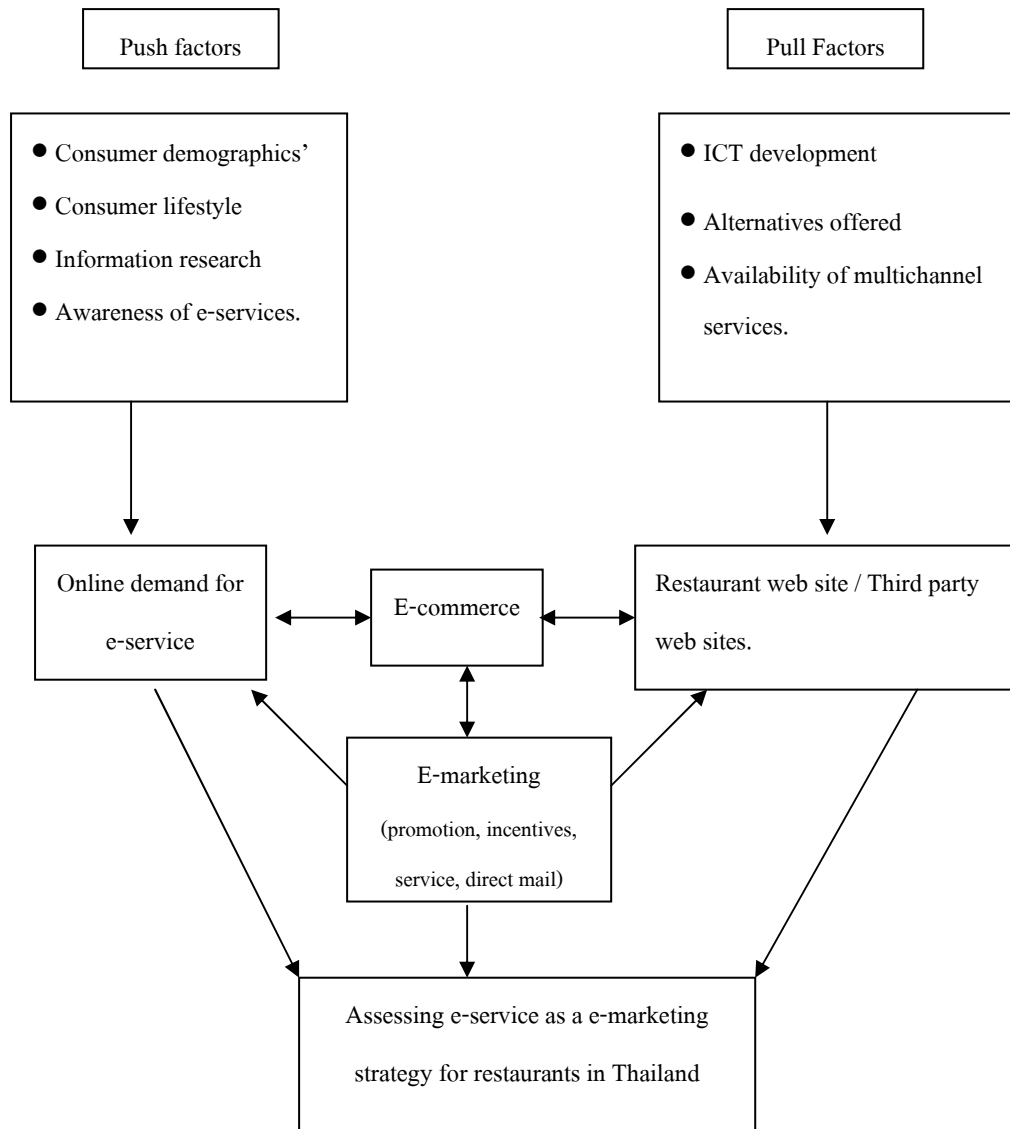 Push factors
Pull Factors
● Consumer demographics’
● Consumer lifestyle
● Information research
● Awareness of e-services.
● ICT development
● Alternatives offered
● Availability of multichannel
services.
Online demand for
e-service
E-commerce
Restaurant web site / Third party
web sites.
E-marketing
(promotion, incentives,
service, direct mail)
Assessing e-service as a e-marketing
strategy for restaurants in Thailand